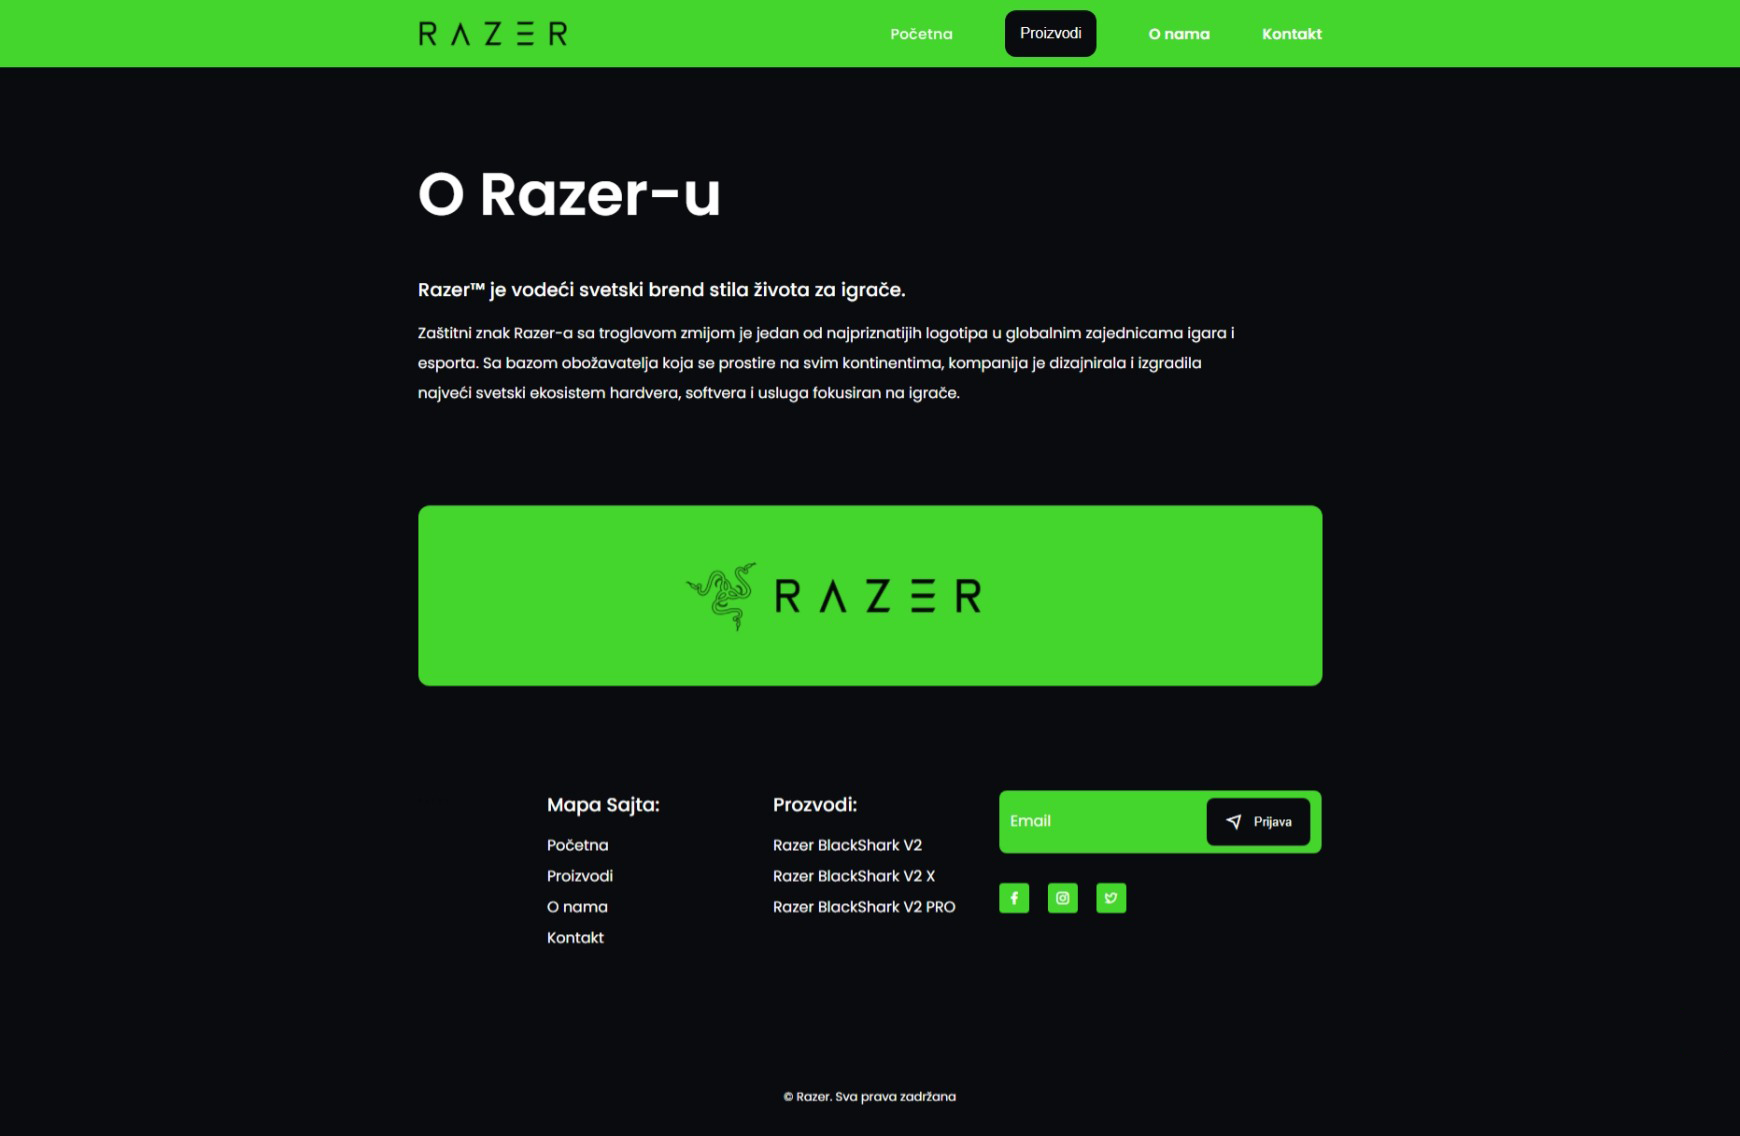 RAZER
Početna
Proizvodi
O nama
Kontakt
O Razer-u
Razer™ je vodeći svetski brend stila života za igrače.
Zaštitni znak Razer-a sa troglavom zmijom je jedan od najpriznatijih logotipa u globalnim zajednicama igara i
esporta. Sa bazom obožavatelja koja se prostire na svim kontinentima, kompanija je dizajnirala i izgradila
najveći svetski ekosistem hardvera, softvera i usluga fokusiran na igrače.
RAZER
Mapa Sajta:
Početna
Proizvodi
O nama
Kontakt
Prozvodi:
Razer BlackShark V2
Razer BlackShark V2 X
Razer BlackShark V2 PRO
Email
Prijava
© Razer. Sva prava zadržana